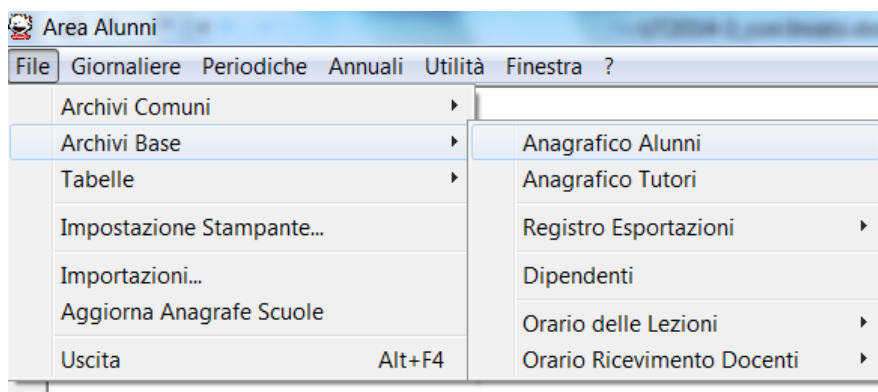 Area Alunni
File Giornaliere Periodiche Annuali Utilità Finestra ?
Archivi Comuni
Archivi Base
Tabelle
Impostazione Stampante...
Importazioni...
Aggiorna Anagrafe Scuole
Uscita Alt+F4
Anagrafico Alunni
Anagrafico Tutori
Registro Esportazioni
Dipendenti
Orario delle Lezioni
Orario Ricevimento Docenti